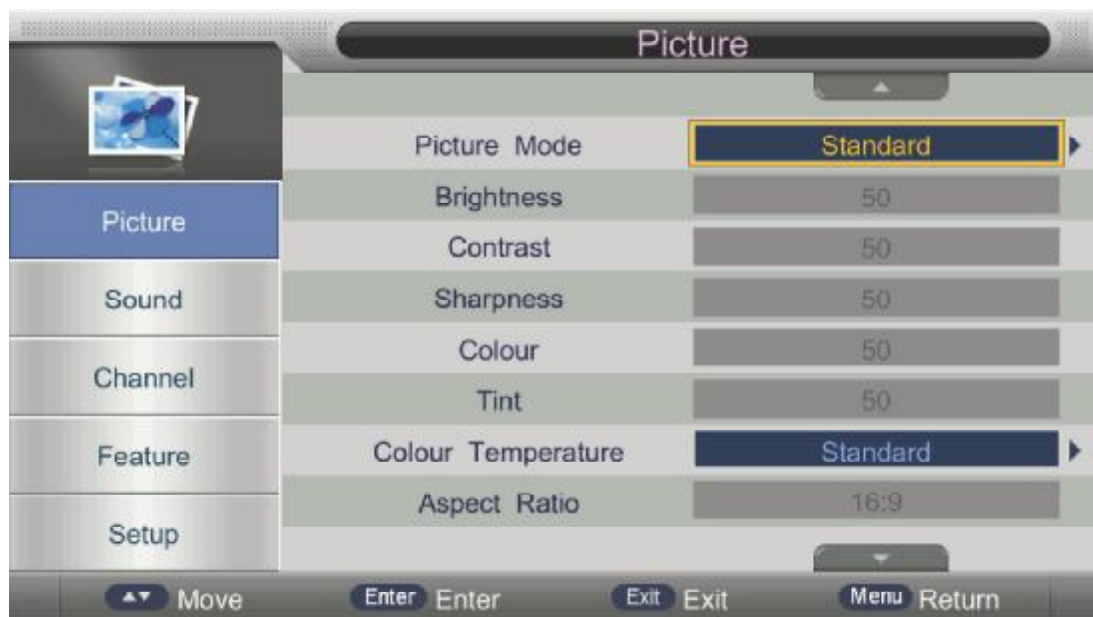 Picture
Picture Mode Standard
Brightness 50
Picture
Contrast 50
Sound
Sharpness 50
Colour 50
Channel
Tint 50
Feature
Colour Temperature Standard
Aspect Ratio 16:9
Setup
Move Enter Enter Exit Exit Menu Return